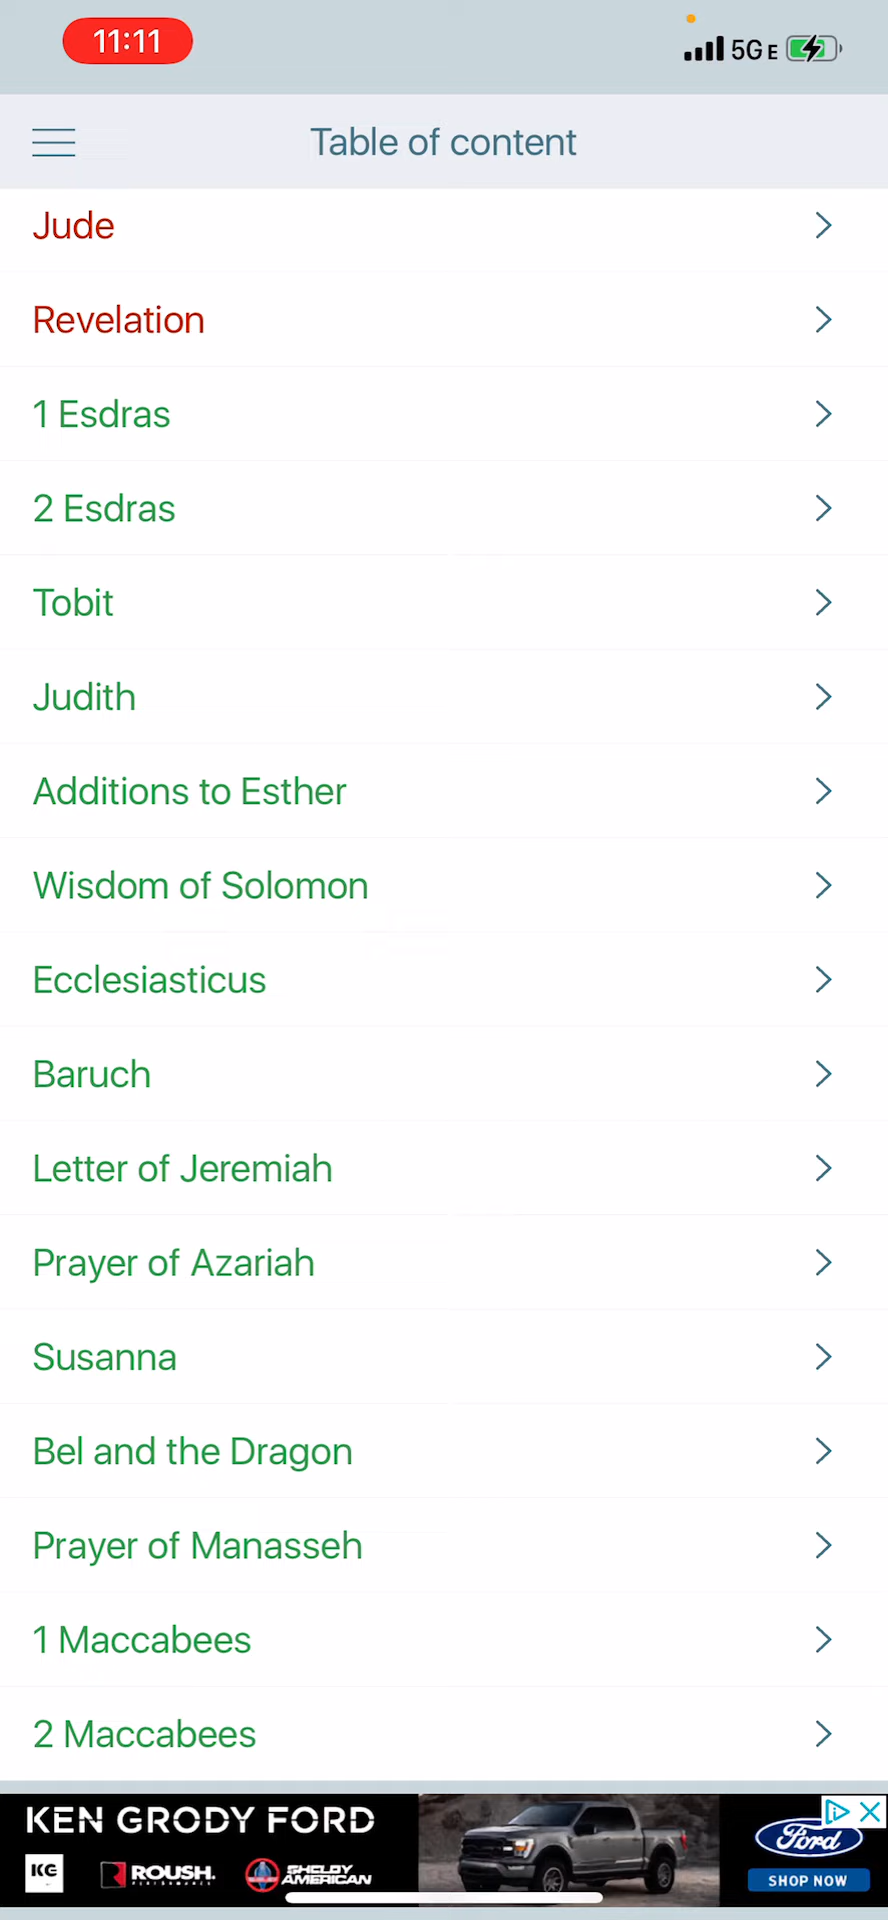 11:11
5G E
Table of content
Jude
Revelation
1 Esdras
2 Esdras
Tobit
Judith
Additions to Esther
Wisdom of Solomon
Ecclesiasticus
Baruch
Letter of Jeremiah
Prayer of Azariah
Susanna
Bel and the Dragon
Prayer of Manasseh
1 Maccabees
2 Maccabees
KEN GRODY FORD
KG
ROUSH.
PERFORMANCE
SHELBY
AMERICAN
Ford
SHOP NOW